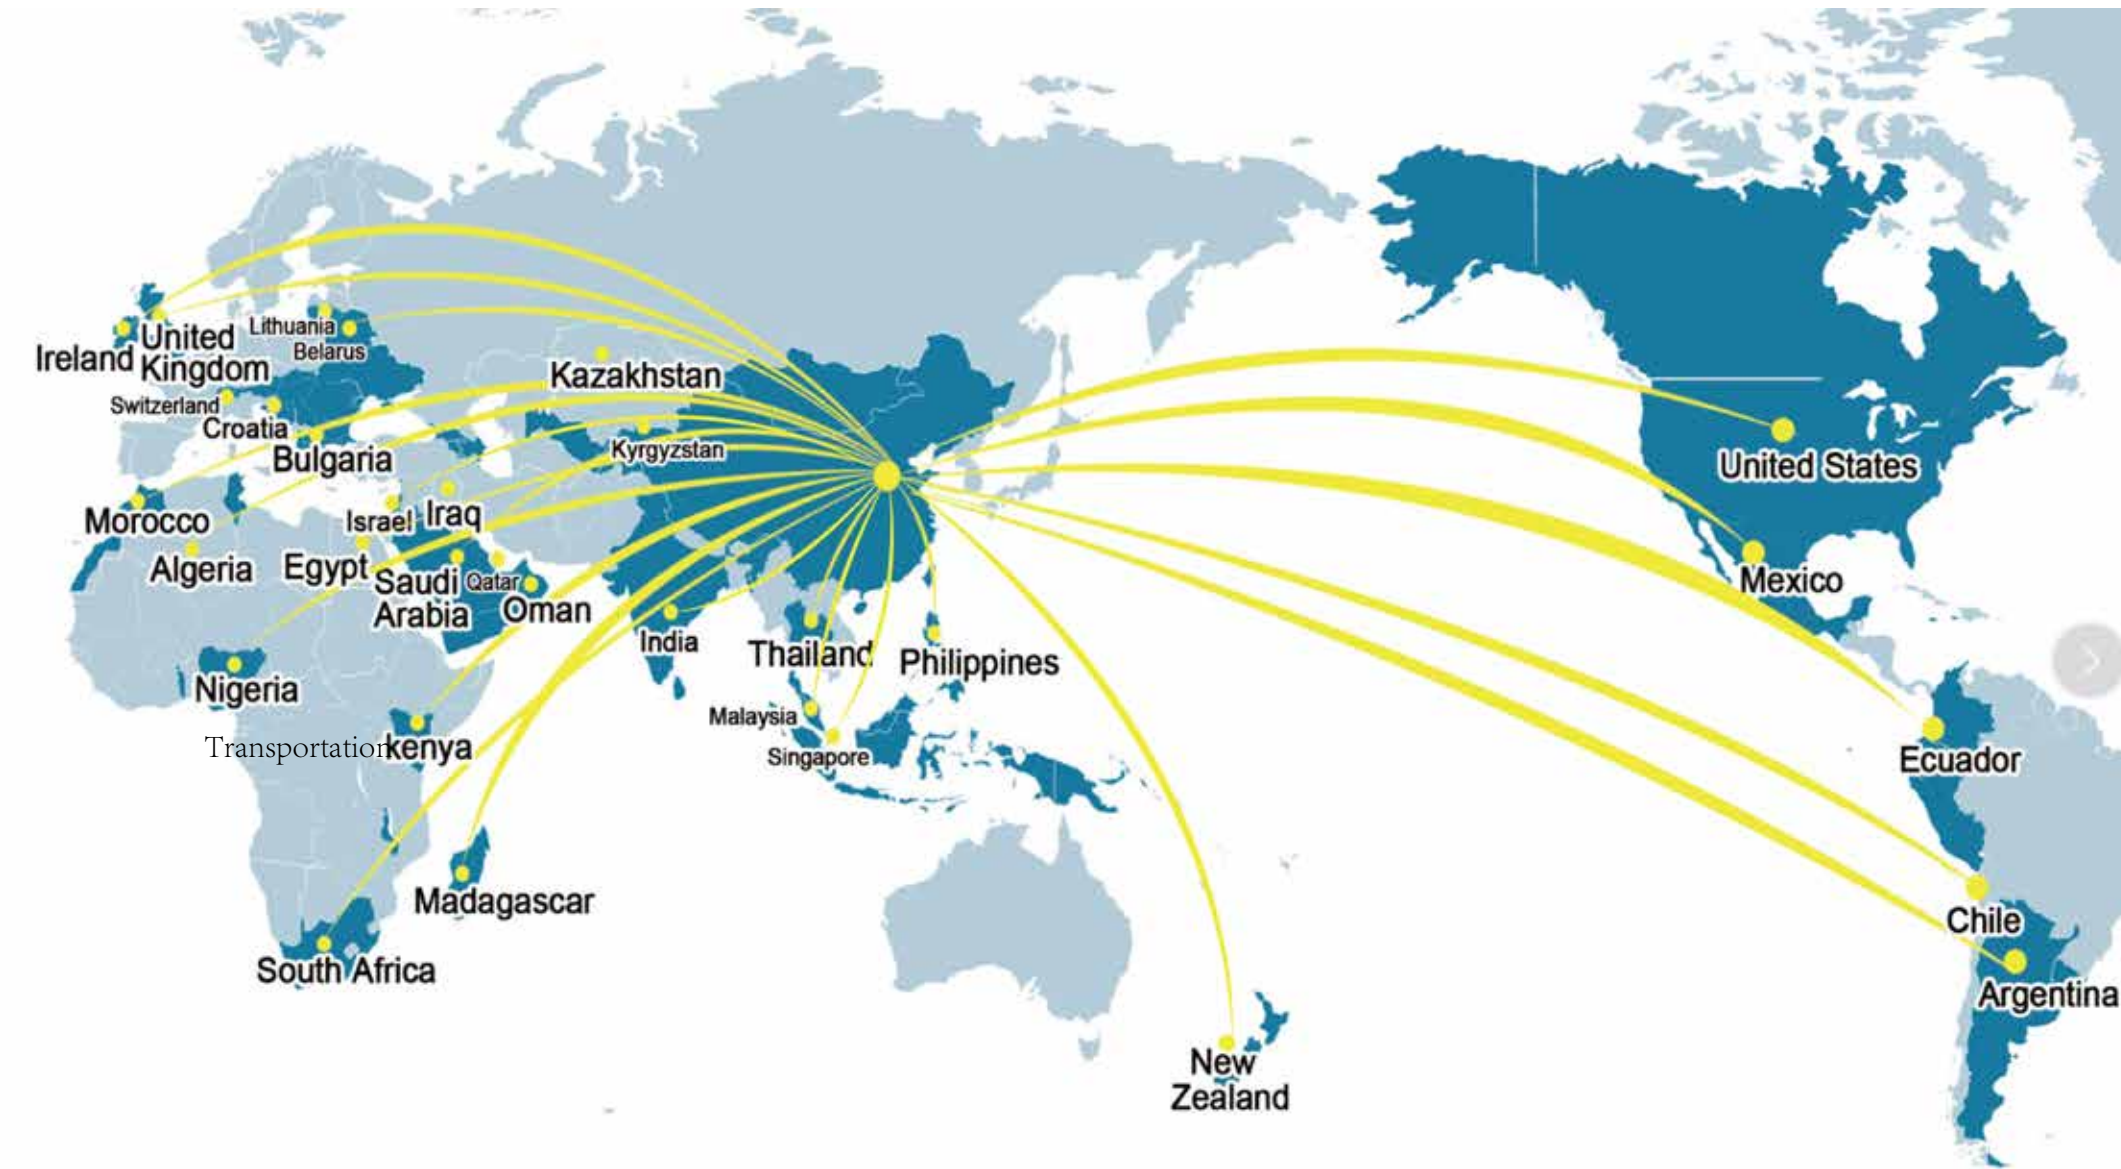 Ireland
United
Kingdom
Lithuania
Belarus
Switzerland
Croatia
Bulgaria
Kazakhstan
Kyrgyzstan
Morocco
Algeria
Israel
Iraq
Egypt
Saudi
Arabia
Qatar
Oman
Nigeria
Transportation
kenya
India
Thailand
Philippines
Malaysia
Singapore
Madagascar
South Africa
New
Zealand
United States
Mexico
Ecuador
Chile
Argentina